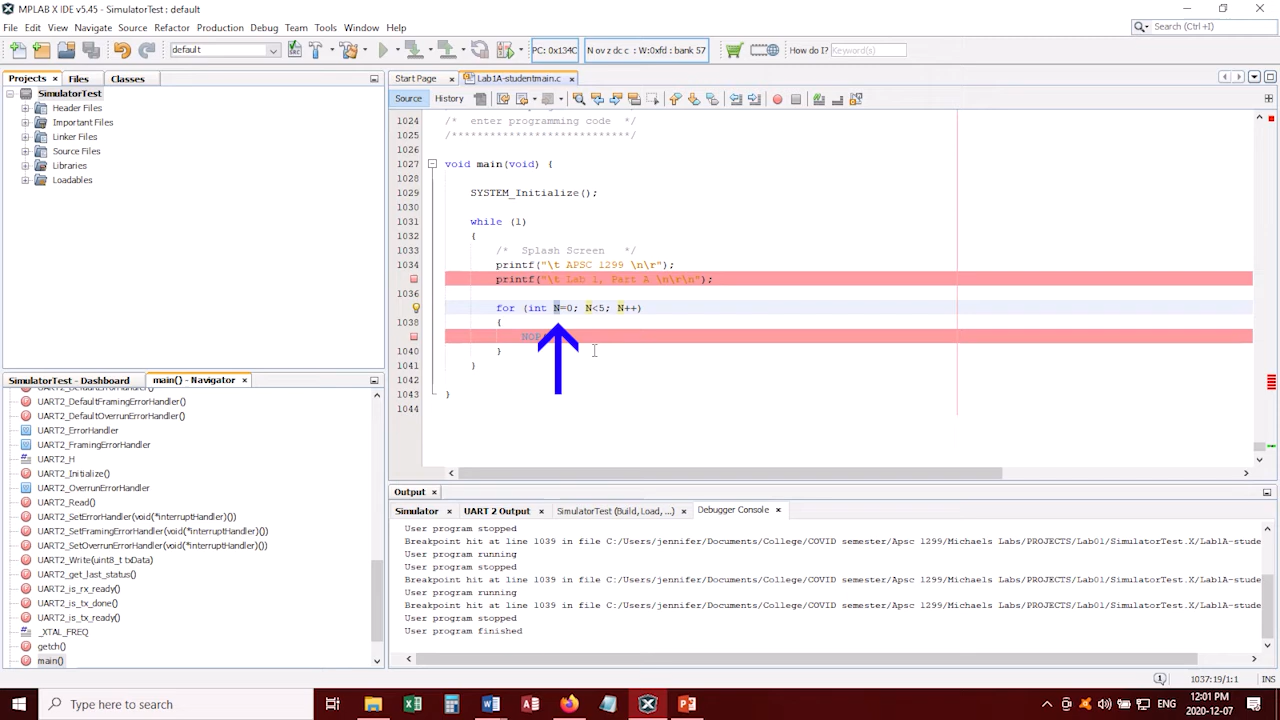 MPLAB X IDE v5.45 - SimulatorTest : default
File Edit View Navigate Source Refactor Production Debug Team Tools Window Help
Search (Ctrl+I)
default
PC: 0x134C
N ov z dc c : W:0xfd : bank 57
How do I?
Keyword(s)
Projects Files Classes
Start Page Lab1A-studentmain.c
Source History
SimulatorTest
Header Files
Important Files
Linker Files
Source Files
Libraries
Loadables
1024 /* enter programming code */
1025 /****************************/
1026
1027 void main(void) {
1028
1029 SYSTEM_Initialize();
1030
1031 while (1)
1032 {
1033 /* Splash Screen */
1034 printf("\t APSC 1299 \n\r");
printf("\t Lab 1, Part A \n\r\n");
1036
for (int N=0; N<5; N++)
1038 {
NOP
1040 }
1041 }
1042
1043 }
1044
SimulatorTest - Dashboard main() - Navigator
UART2_DefaultErrorHandler()
UART2_DefaultFramingErrorHandler()
UART2_DefaultOverrunErrorHandler()
UART2_ErrorHandler
UART2_FramingErrorHandler
UART2_H
UART2_Initialize()
UART2_OverrunErrorHandler
UART2_Read()
UART2_SetErrorHandler(void(*interruptHandler)())
UART2_SetFramingErrorHandler(void(*interruptHandler)())
UART2_SetOverrunErrorHandler(void(*interruptHandler)())
UART2_Write(uint8_t txData)
UART2_get_last_status()
UART2_is_rx_ready()
UART2_is_tx_done()
UART2_is_tx_ready()
_XTAL_FREQ
getch()
main()
Output
Simulator UART 2 Output SimulatorTest (Build, Load, ...) Debugger Console
User program stopped
Breakpoint hit at line 1039 in file C:/Users/jennifer/Documents/College/COVID semester/Apsc 1299/Michaels Labs/PROJECTS/Lab01/SimulatorTest.X/Lab1A-stude
User program running
User program stopped
Breakpoint hit at line 1039 in file C:/Users/jennifer/Documents/College/COVID semester/Apsc 1299/Michaels Labs/PROJECTS/Lab01/SimulatorTest.X/Lab1A-stude
User program running
Breakpoint hit at line 1039 in file C:/Users/jennifer/Documents/College/COVID semester/Apsc 1299/Michaels Labs/PROJECTS/Lab01/SimulatorTest.X/Lab1A-stude
User program stopped
User program finished
1037:19/1:1 INS
Type here to search
ENG
12:01 PM
2020-12-07